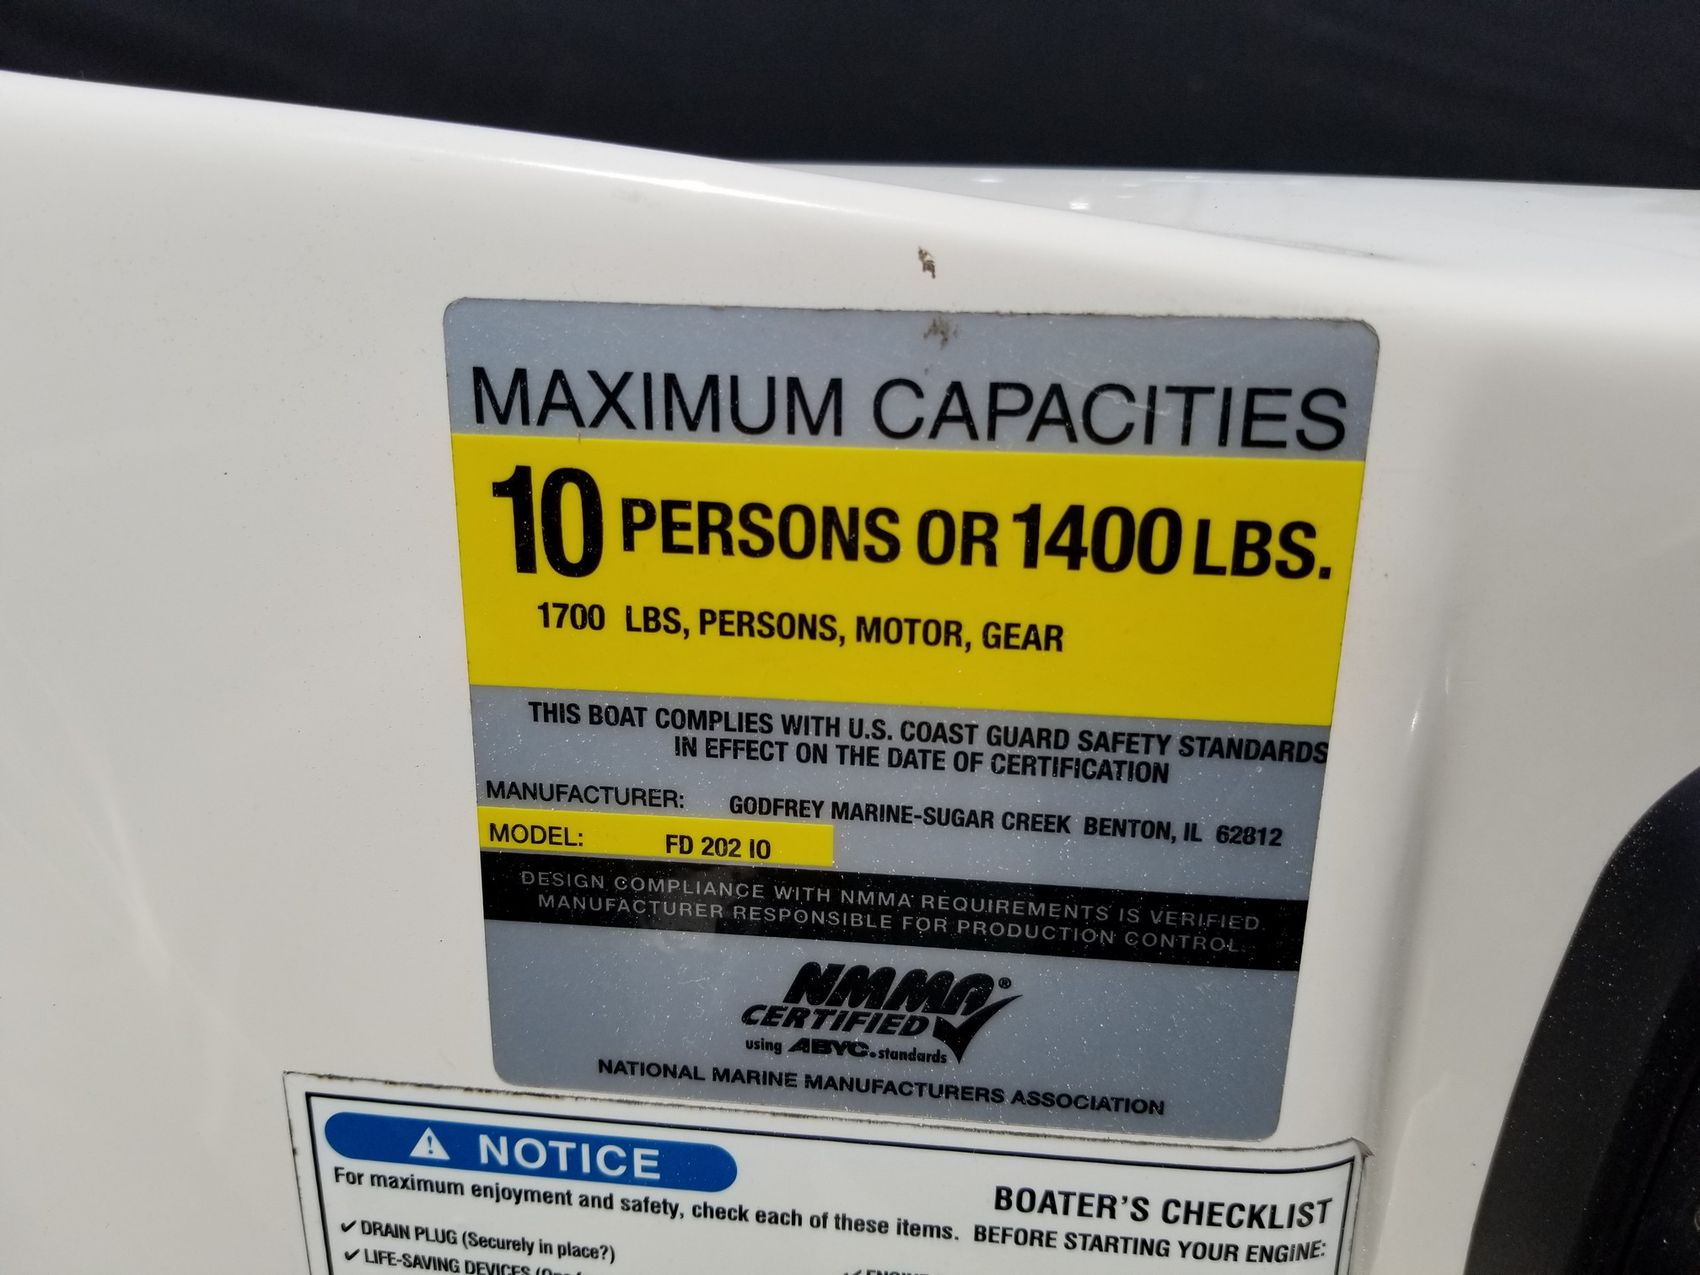 MAXIMUM CAPACITIES
10 PERSONS OR 1400 LBS.
1700 LBS, PERSONS, MOTOR, GEAR
THIS BOAT COMPLIES WITH U.S. COAST GUARD SAFETY STANDARDS
IN EFFECT ON THE DATE OF CERTIFICATION
MANUFACTURER: GODFREY MARINE-SUGAR CREEK BENTON, IL 62812
MODEL: FD 202 IO
DESIGN COMPLIANCE WITH NMMA REQUIREMENTS IS VERIFIED.
MANUFACTURER RESPONSIBLE FOR PRODUCTION CONTROL.
NMMA®
CERTIFIED
using ABYC. standards
NATIONAL MARINE MANUFACTURERS ASSOCIATION
NOTICE
BOATER'S CHECKLIST
For maximum enjoyment and safety, check each of these items. BEFORE STARTING YOUR ENGINE:
✓ DRAIN PLUG (Securely in place?)
✓ LIFE-SAVING DEVICES